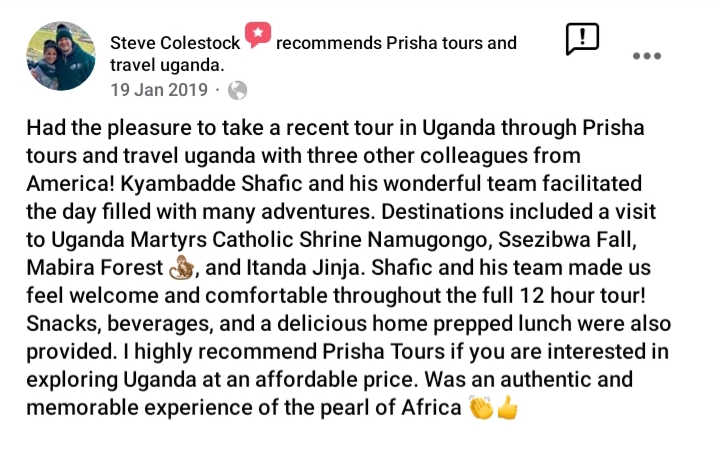 Steve Colestock recommends Prisha tours and
travel uganda.
19 Jan 2019 ·
Had the pleasure to take a recent tour in Uganda through Prisha
tours and travel uganda with three other colleagues from
America! Kyambadde Shafic and his wonderful team facilitated
the day filled with many adventures. Destinations included a visit
to Uganda Martyrs Catholic Shrine Namugongo, Ssezibwa Fall,
Mabira Forest 🐒, and Itanda Jinja. Shafic and his team made us
feel welcome and comfortable throughout the full 12 hour tour!
Snacks, beverages, and a delicious home prepped lunch were also
provided. I highly recommend Prisha Tours if you are interested in
exploring Uganda at an affordable price. Was an authentic and
memorable experience of the pearl of Africa 👏👍